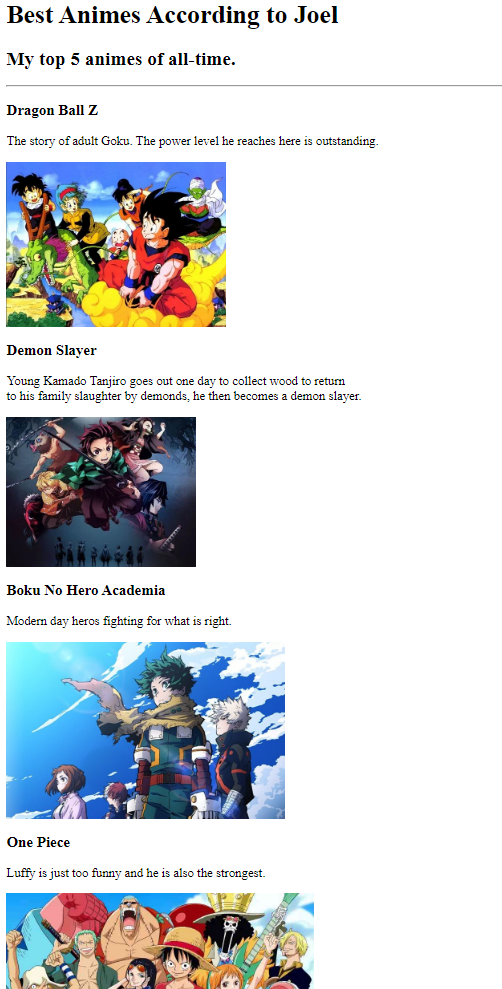 Best Animes According to Joel
My top 5 animes of all-time.
Dragon Ball Z
The story of adult Goku. The power level he reaches here is outstanding.
Demon Slayer
Young Kamado Tanjiro goes out one day to collect wood to return
to his family slaughter by demonds, he then becomes a demon slayer.
Boku No Hero Academia
Modern day heros fighting for what is right.
One Piece
Luffy is just too funny and he is also the strongest.